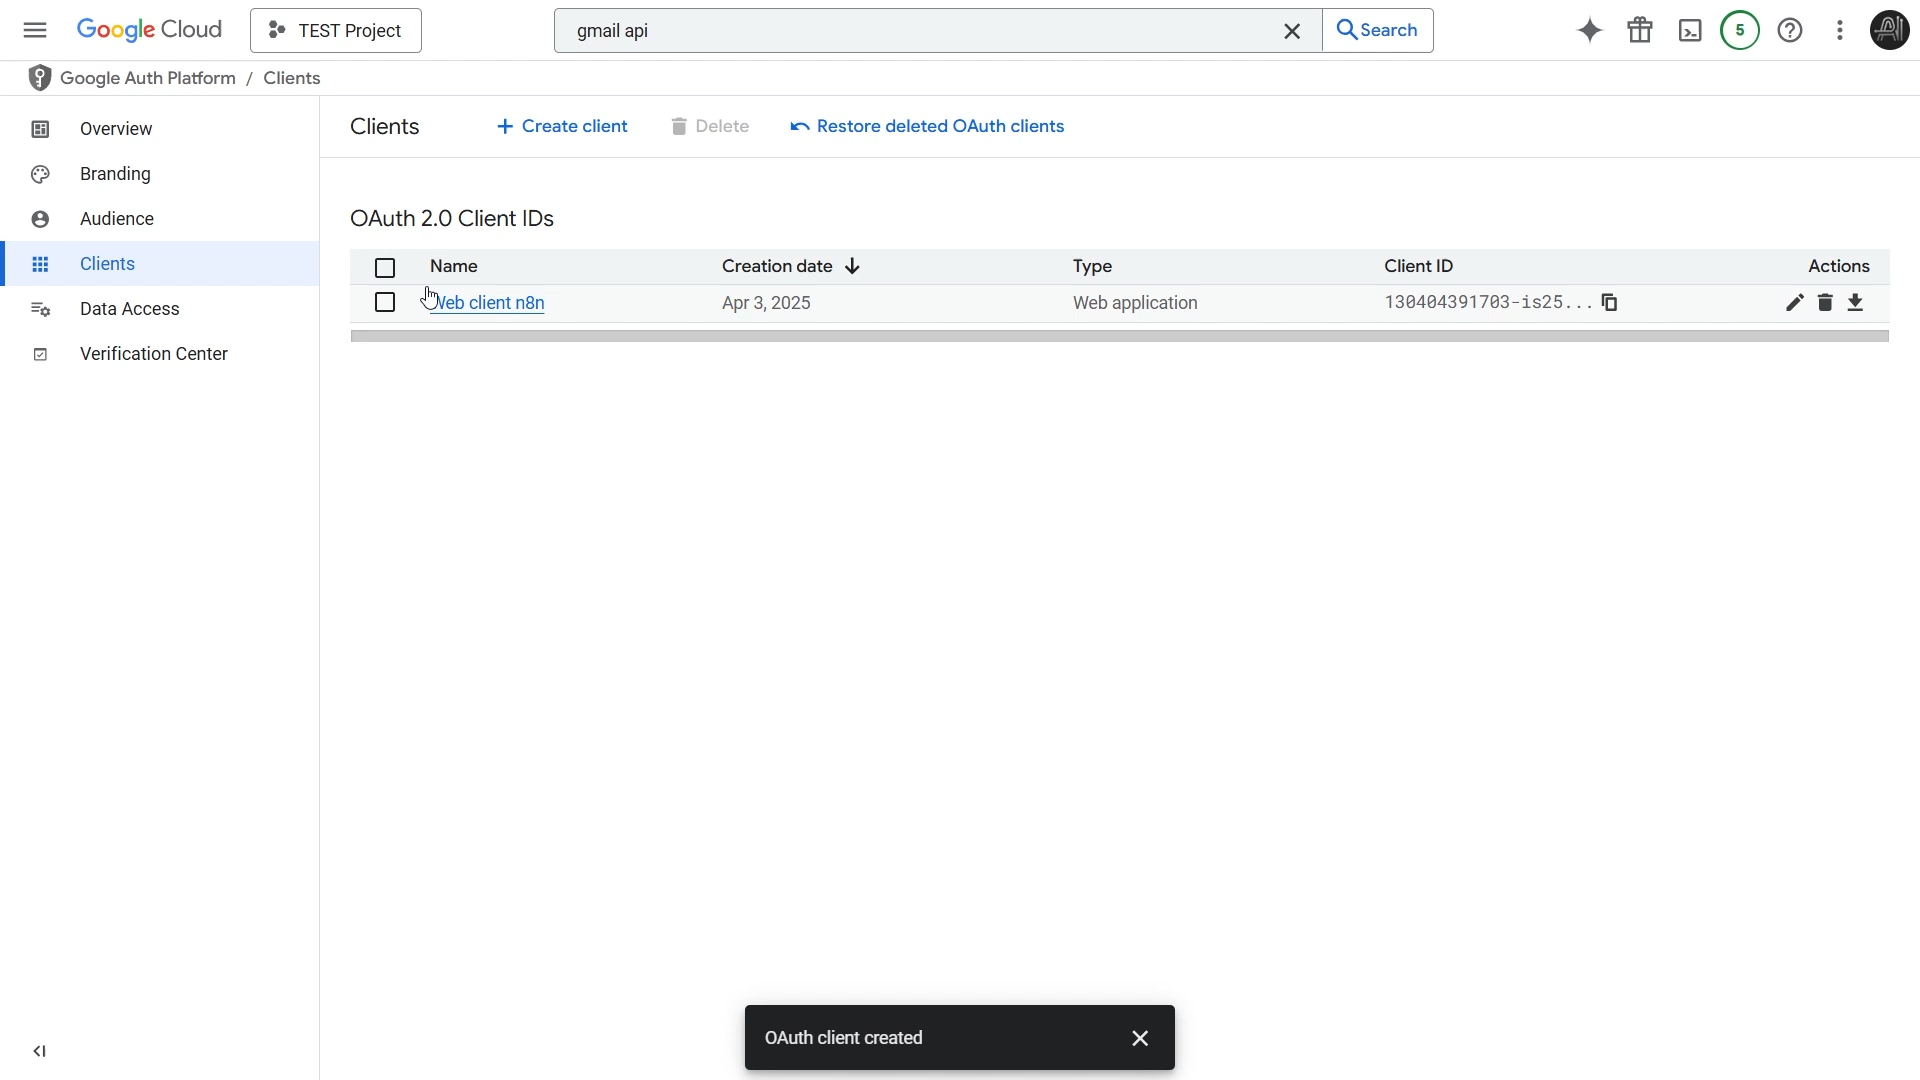 Google Cloud
TEST Project
gmail api
Search
5
Google Auth Platform / Clients
Overview
Branding
Audience
Clients
Data Access
Verification Center
Clients
Create client
Delete
Restore deleted OAuth clients
OAuth 2.0 Client IDs
Name Creation date Type Client ID Actions
Web client n8n Apr 3, 2025 Web application 130404391703-is25...
OAuth client created